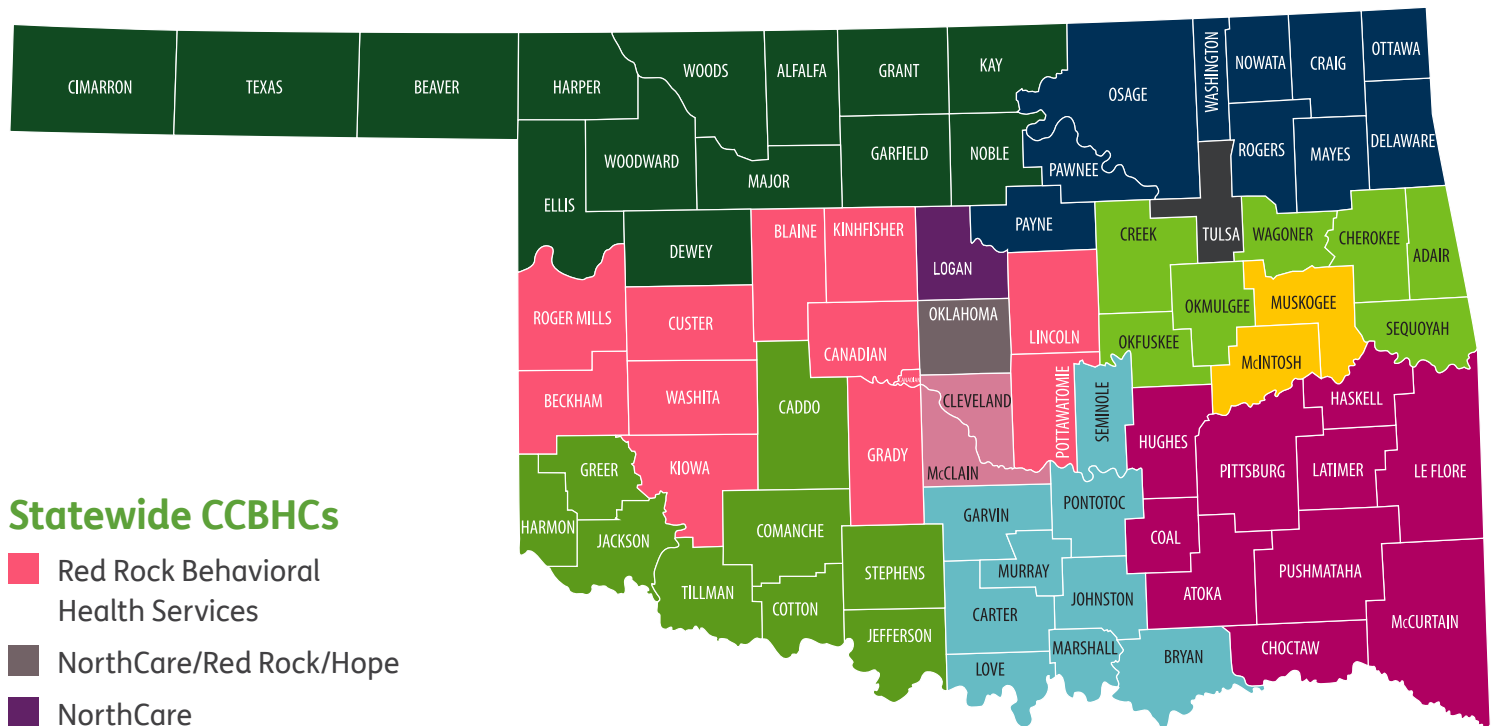 CIMARRON
TEXAS
BEAVER
HARPER
WOODS
ALFALFA
GRANT
KAY
OSAGE
WASHINGTON
NOWATA
CRAIG
OTTAWA
WOODWARD
MAJOR
GARFIELD
NOBLE
PAWNEE
ROGERS
MAYES
DELAWARE
ELLIS
DEWEY
BLAINE
KINHFISHER
LOGAN
PAYNE
CREEK
TULSA
WAGONER
CHEROKEE
ADAIR
ROGER MILLS
CUSTER
CANADIAN
OKLAHOMA
LINCOLN
OKFUSKEE
OKMULGEE
MUSKOGEE
SEQUOYAH
CANADIAN
BECKHAM
WASHITA
CADDO
GRADY
CLEVELAND
McCLAIN
POTTAWATOMIE
SEMINOLE
HUGHES
McINTOSH
HASKELL
PITTSBURG
LATIMER
LE FLORE
GREER
KIOWA
HARMON
JACKSON
COMANCHE
GARVIN
PONTOTOC
COAL
TILLMAN
COTTON
STEPHENS
MURRAY
JOHNSTON
ATOKA
PUSHMATAHA
McCURTAIN
JEFFERSON
CARTER
LOVE
MARSHALL
BRYAN
CHOCTAW
Statewide CCBHCs
Red Rock Behavioral
Health Services
NorthCare/Red Rock/Hope
NorthCare